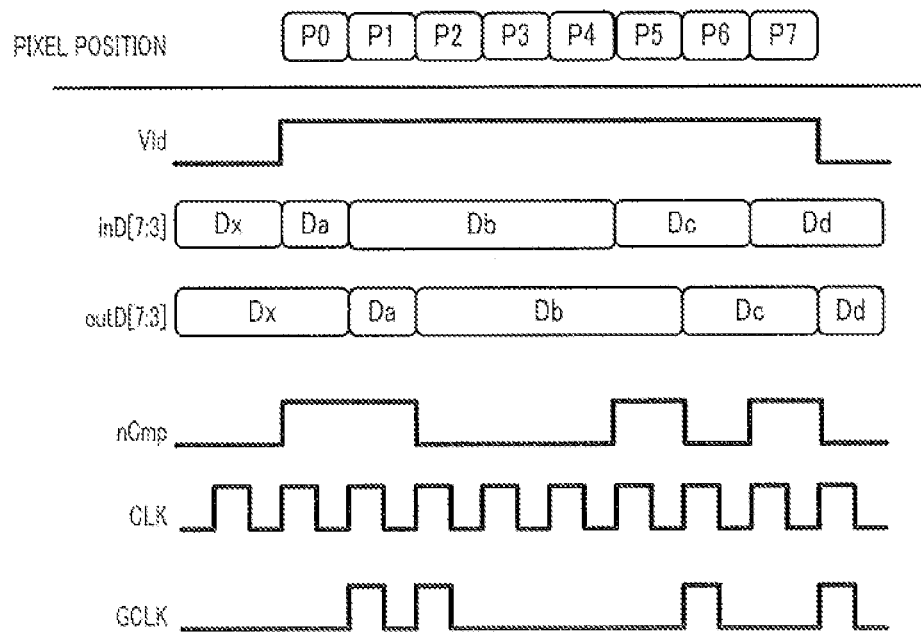 PIXEL POSITION P0 P1 P2 P3 P4 P5 P6 P7
Vld
inD[7:3] Dx Da Db Dc Dd
outD[7:3] Dx Da Db Dc Dd
nCmp
CLK
GCLK